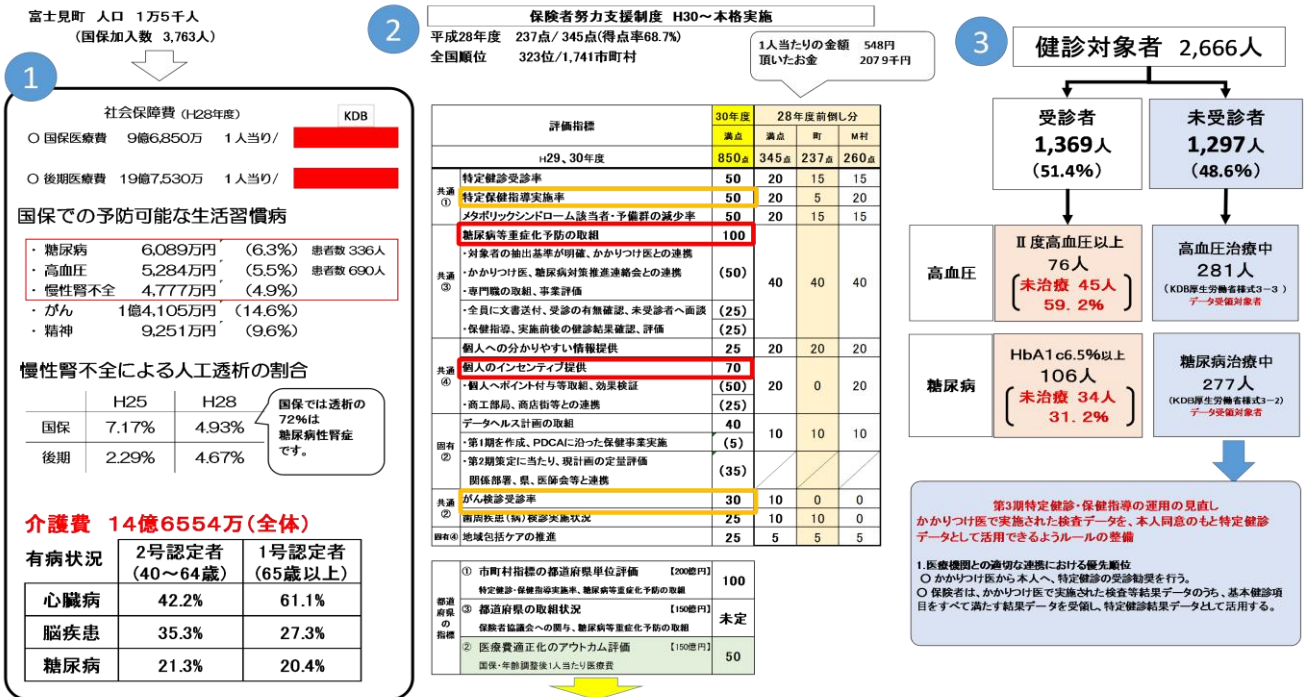 富士見町 人口 1万5千人
(国保加入数 3,763人)
1
社会保障費 (H28年度)
KDB
○ 国保医療費 9億6,850万 1人当り/
○ 後期医療費 19億7,530万 1人当り/
国保での予防可能な生活習慣病
・ 糖尿病 6,089万円 (6.3%) 患者数 336人
・ 高血圧 5,284万円 (5.5%) 患者数 690人
・ 慢性腎不全 4,777万円 (4.9%)
・ がん 1億4,105万円 (14.6%)
・ 精神 9,251万円 (9.6%)
慢性腎不全による人工透析の割合
H25 H28
国保 7.17% 4.93%
後期 2.29% 4.67%
国保では透析の
72%は
糖尿病性腎症
です。
介護費 14億6554万(全体)
有病状況 2号認定者 1号認定者
(40～64歳) (65歳以上)
心臓病 42.2% 61.1%
脳疾患 35.3% 27.3%
糖尿病 21.3% 20.4%
2
保険者努力支援制度 H30～本格実施
平成28年度 237点/ 345点(得点率68.7%)
全国順位 323位/1,741市町村
1人当たりの金額 548円
頂いたお金 2079千円
評価指標 30年度 28年度前倒し分
満点 満点 町 M村
H29、30年度 850点 345点 237点 260点
共通① 特定健診受診率 50 20 15 15
特定保健指導実施率 50 20 5 20
メタボリックシンドローム該当者・予備群の減少率 50 20 15 15
共通③ 糖尿病等重症化予防の取組 100 40 40 40
・対象者の抽出基準が明確、かかりつけ医との連携
・かかりつけ医、糖尿病対策推進連絡会との連携 (50)
・専門職の取組、事業評価
・全員に文書送付、受診の有無確認、未受診者へ面談 (25)
・保健指導、実施前後の健診結果確認、評価 (25)
共通④ 個人への分かりやすい情報提供 25 20 20 20
個人のインセンティブ提供 70 20 0 20
・個人へポイント付与等取組、効果検証 (50)
・商工部局、商店街等との連携 (25)
固有② データヘルス計画の取組 40 10 10 10
・第1期を作成、PDCAに沿った保健事業実施 (5)
・第2期策定に当たり、現計画の定量評価 (35)
関係部署、県、医師会等と連携
共通② がん検診受診率 30 10 0 0
歯周疾患(病)検診実施状況 25 10 10 0
固有④ 地域包括ケアの推進 25 5 5 5
都道府県の指標
① 市町村指標の都道府県単位評価 【200億円】 100
特定健診・保健指導実施率、糖尿病等重症化予防の取組
③ 都道府県の取組状況 【150億円】 未定
保険者協議会への関与、糖尿病等重症化予防の取組
② 医療費適正化のアウトカム評価 【150億円】 50
国保・年齢調整後1人当たり医療費
3
健診対象者 2,666人
受診者
1,369人
(51.4%)
未受診者
1,297人
(48.6%)
高血圧
Ⅱ度高血圧以上
76人
未治療 45人
59.2%
高血圧治療中
281人
(KDB厚生労働省様式3-3)
データ受領対象者
糖尿病
HbA1c6.5%以上
106人
未治療 34人
31.2%
糖尿病治療中
277人
(KDB厚生労働省様式3-2)
データ受領対象者
第3期特定健診・保健指導の運用の見直し
かかりつけ医で実施された検査データを、本人同意のもと特定健診
データとして活用できるようルールの整備
1.医療機関との適切な連携における優先順位
○ かかりつけ医から本人へ、特定健診の受診勧奨を行う。
○ 保険者は、かかりつけ医で実施された検査等結果データのうち、基本健診項
目をすべて満たす結果データを受領し、特定健診結果データとして活用する。